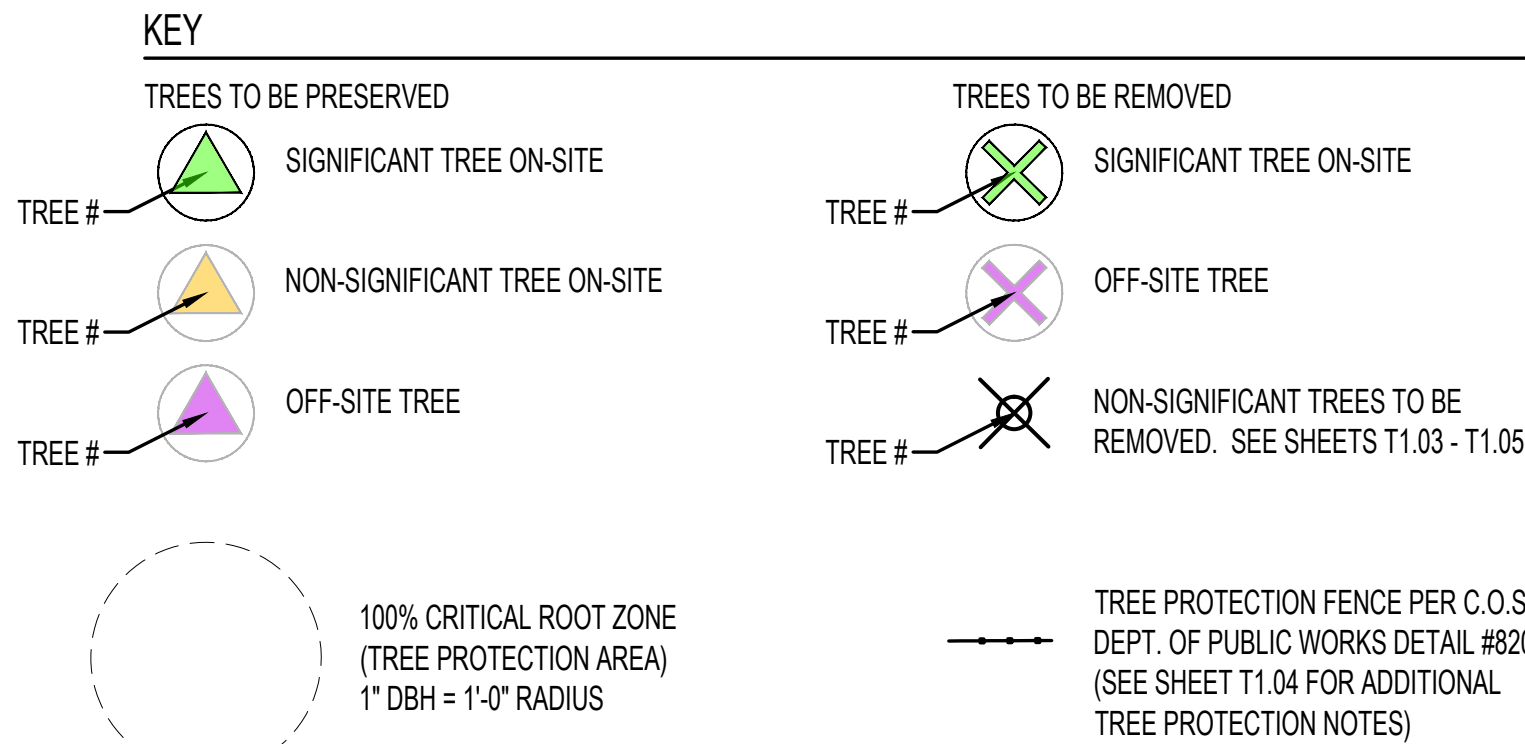 KEY
TREES TO BE PRESERVED
SIGNIFICANT TREE ON-SITE
TREE #
NON-SIGNIFICANT TREE ON-SITE
TREE #
OFF-SITE TREE
TREE #
100% CRITICAL ROOT ZONE
(TREE PROTECTION AREA)
1" DBH = 1'-0" RADIUS
TREES TO BE REMOVED
SIGNIFICANT TREE ON-SITE
TREE #
OFF-SITE TREE
TREE #
NON-SIGNIFICANT TREES TO BE
REMOVED. SEE SHEETS T1.03 - T1.05
TREE #
TREE PROTECTION FENCE PER C.O.S
DEPT. OF PUBLIC WORKS DETAIL #820
(SEE SHEET T1.04 FOR ADDITIONAL
TREE PROTECTION NOTES)